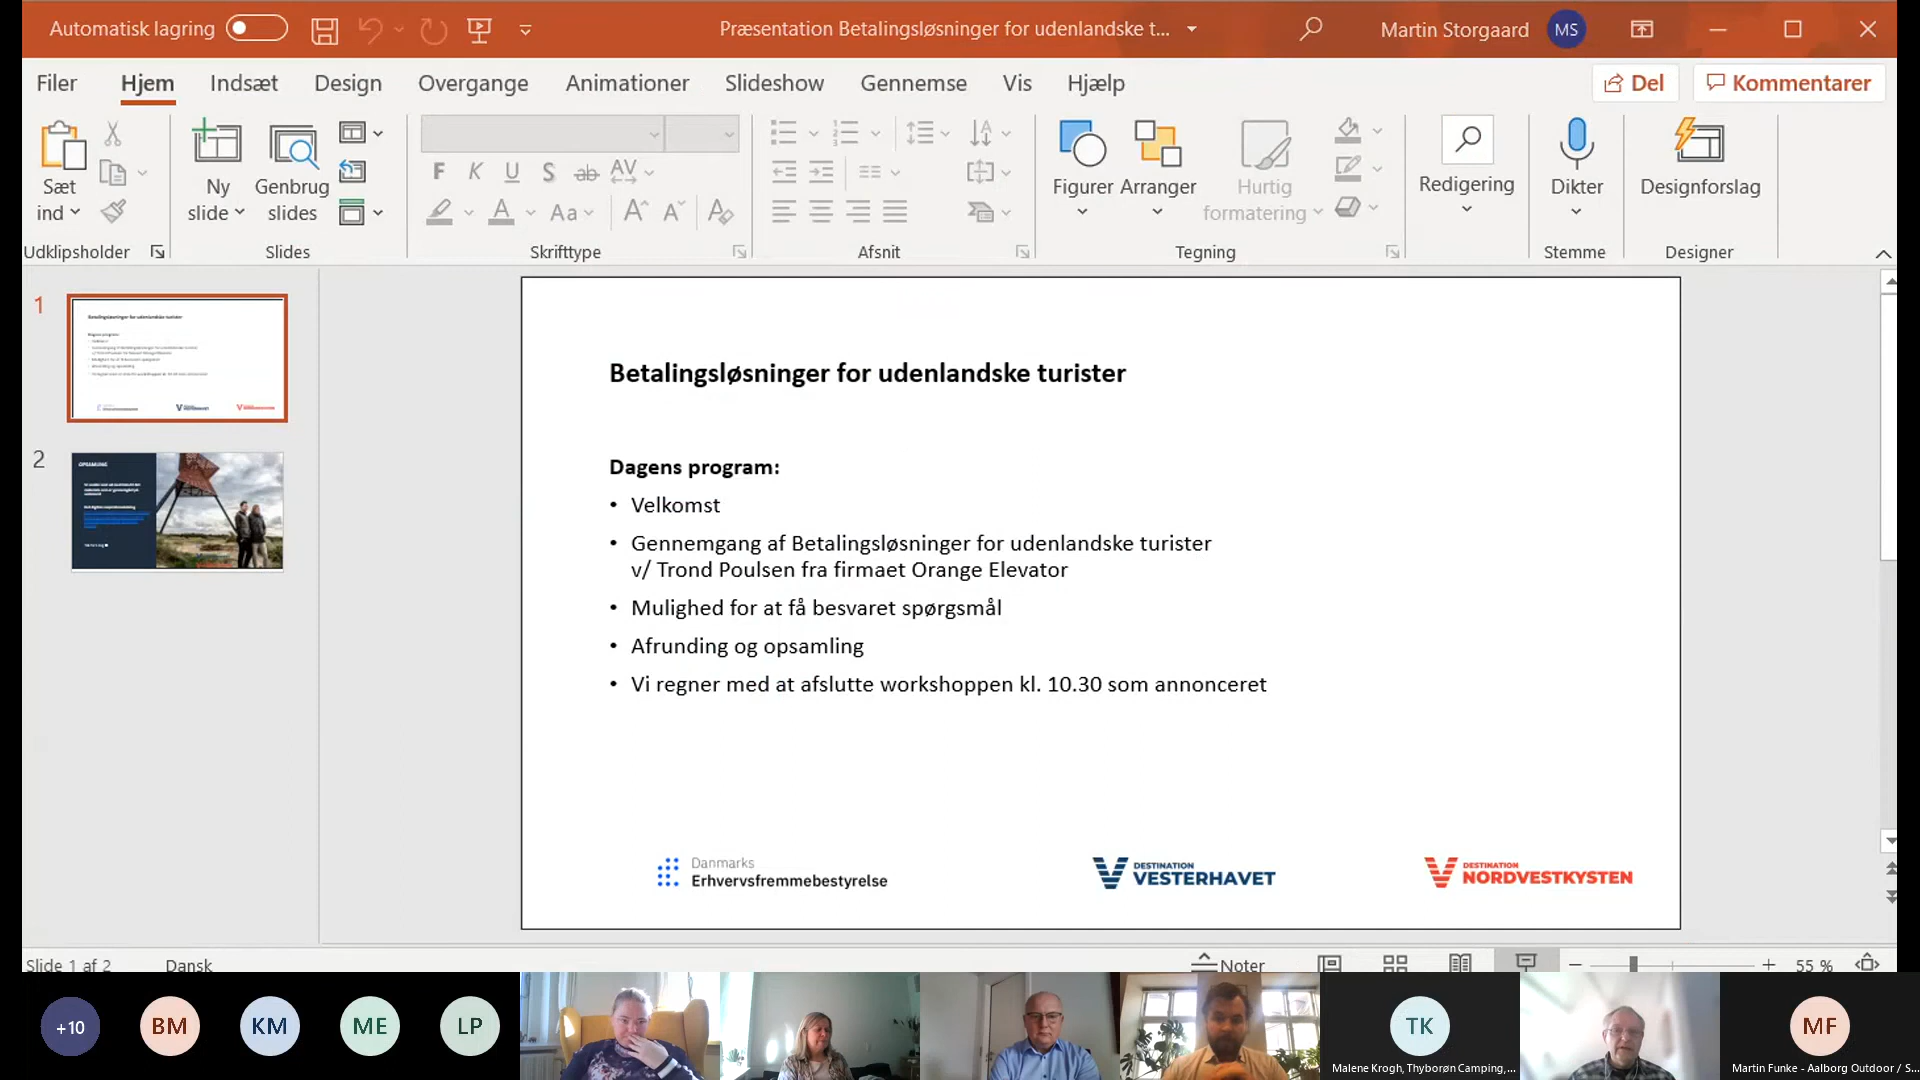 Automatisk lagring
Præsentation Betalingsløsninger for udenlandske t...
Martin Storgaard
MS
Filer
Hjem
Indsæt
Design
Overgange
Animationer
Slideshow
Gennemse
Vis
Hjælp
Del
Kommentarer
Sæt
ind
Ny
slide
Genbrug
slides
F K U S ab AV
A Aa A A A
Figurer
Arranger
Hurtig
formatering
Redigering
Dikter
Designforslag
Udklipsholder
Slides
Skrifttype
Afsnit
Tegning
Stemme
Designer
1
2
OPSAMLING
Betalingsløsninger for udenlandske turister
Dagens program:
• Velkomst
• Gennemgang af Betalingsløsninger for udenlandske turister
v/ Trond Poulsen fra firmaet Orange Elevator
• Mulighed for at få besvaret spørgsmål
• Afrunding og opsamling
• Vi regner med at afslutte workshoppen kl. 10.30 som annonceret
Danmarks
Erhvervsfremmebestyrelse
DESTINATION
VESTERHAVET
DESTINATION
NORDVESTKYSTEN
Slide 1 af 2
Dansk
Noter
55 %
+10
BM
KM
ME
LP
TK
Malene Krogh, Thyborøn Camping,...
MF
Martin Funke - Aalborg Outdoor / S...